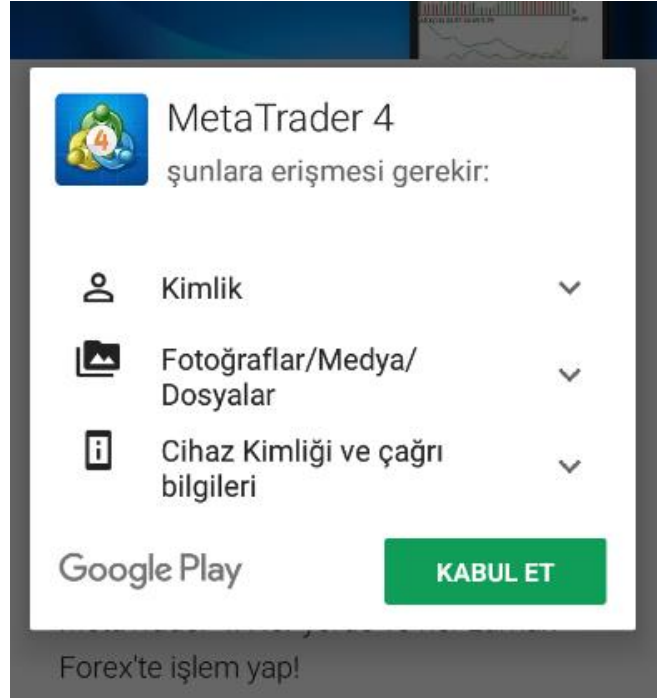 MetaTrader 4
şunlara erişmesi gerekir:
Kimlik
Fotoğraflar/Medya/
Dosyalar
Cihaz Kimliği ve çağrı
bilgileri
Google Play
KABUL ET
Forex'te işlem yap!